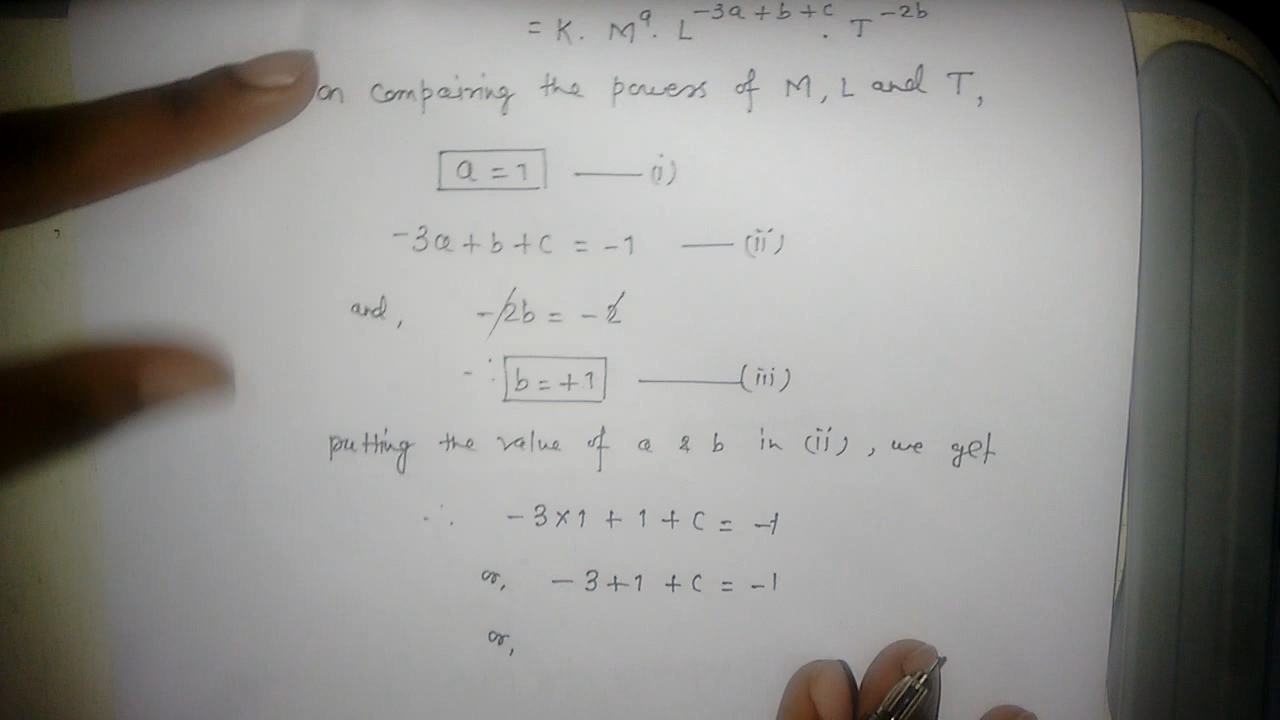 = K. M^a. L^-3a+b+c. T^-2b
on compairing the powers of M, L and T,
a = 1 —— (i)
-3a + b + c = -1 —— (ii)
and, -2b = -2
∴ b = +1 —— (iii)
putting the value of a & b in (ii), we get
∴ -3×1 + 1 + c = -1
or, -3+1 + c = -1
or,